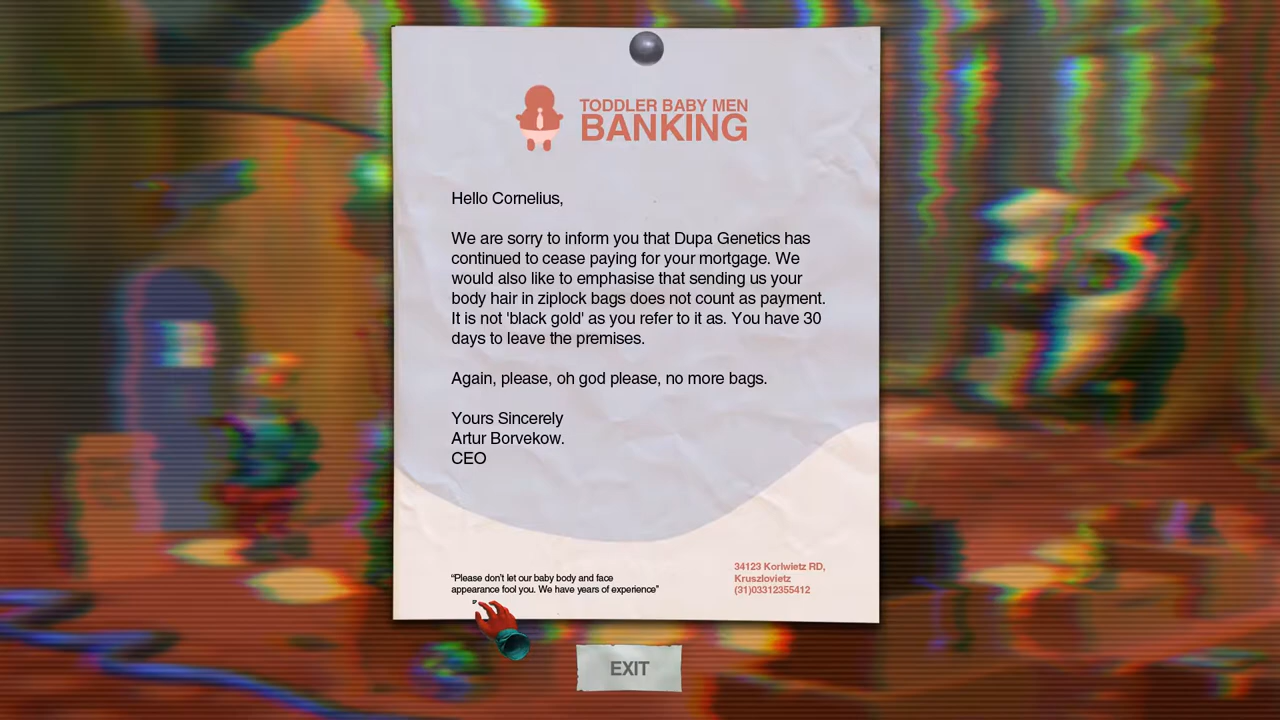 TODDLER BABY MEN
BANKING
Hello Cornelius,
We are sorry to inform you that Dupa Genetics has
continued to cease paying for your mortgage. We
would also like to emphasise that sending us your
body hair in ziplock bags does not count as payment.
It is not 'black gold' as you refer to it as. You have 30
days to leave the premises.
Again, please, oh god please, no more bags.
Yours Sincerely
Artur Borvekow.
CEO
“Please don't let our baby body and face
appearance fool you. We have years of experience”
34123 Korlwietz RD,
Kruszlovietz
(31)03312355412
EXIT